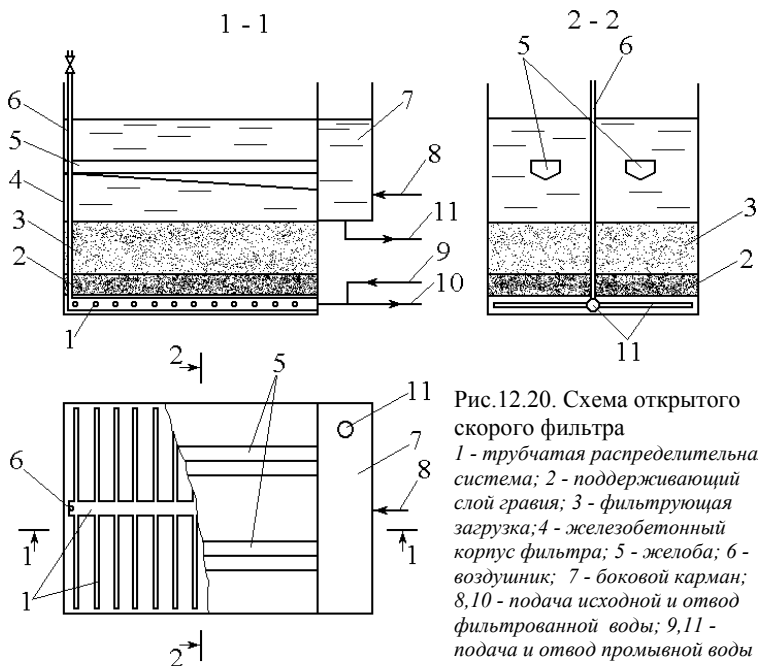 1 - 1
2 - 2
6
5
4
3
2
1
7
8
11
9
10
5
6
3
2
11
2
5
11
7
8
6
1
1
1
2
Рис.12.20. Схема открытого
скорого фильтра
1 - трубчатая распределительна
система; 2 - поддерживающий
слой гравия; 3 - фильтрующая
загрузка;4 - железобетонный
корпус фильтра; 5 - желоба; 6 -
воздушник; 7 - боковой карман;
8,10 - подача исходной и отвод
фильтрованной воды; 9,11 -
подача и отвод промывной воды